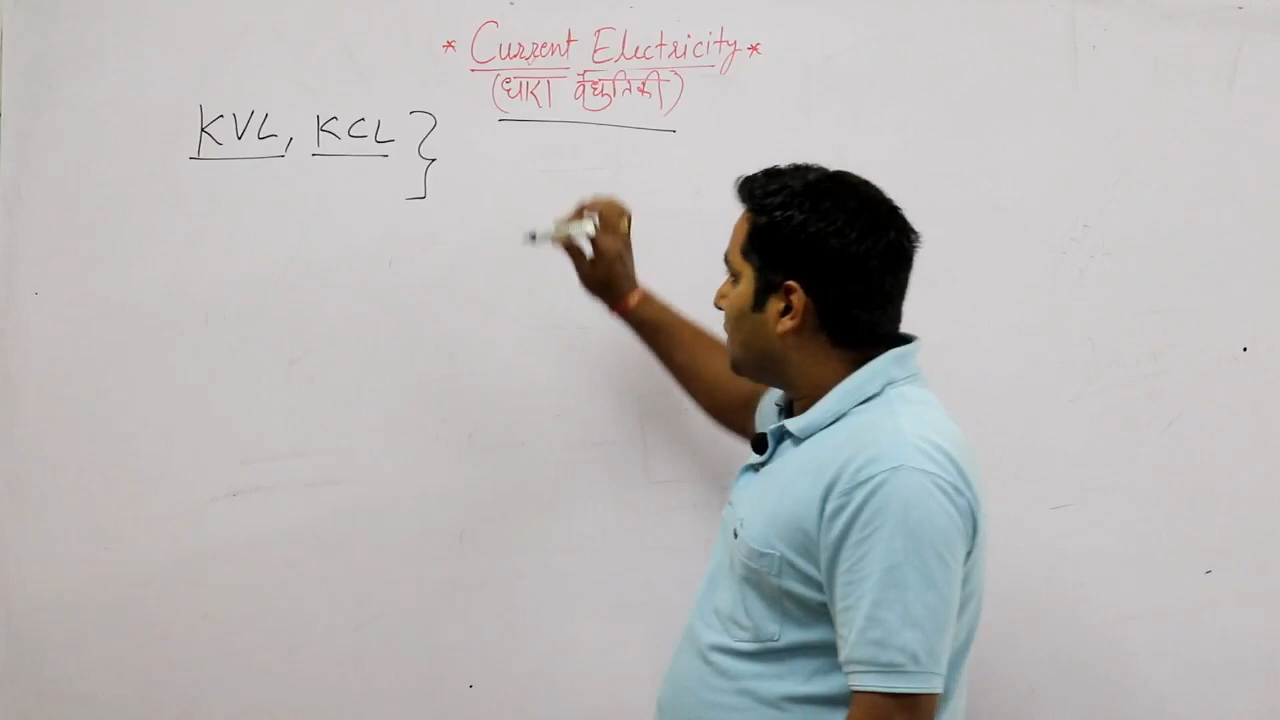 * Current Electricity *
(धारा वैधुतिकी)
KVL, KCL }